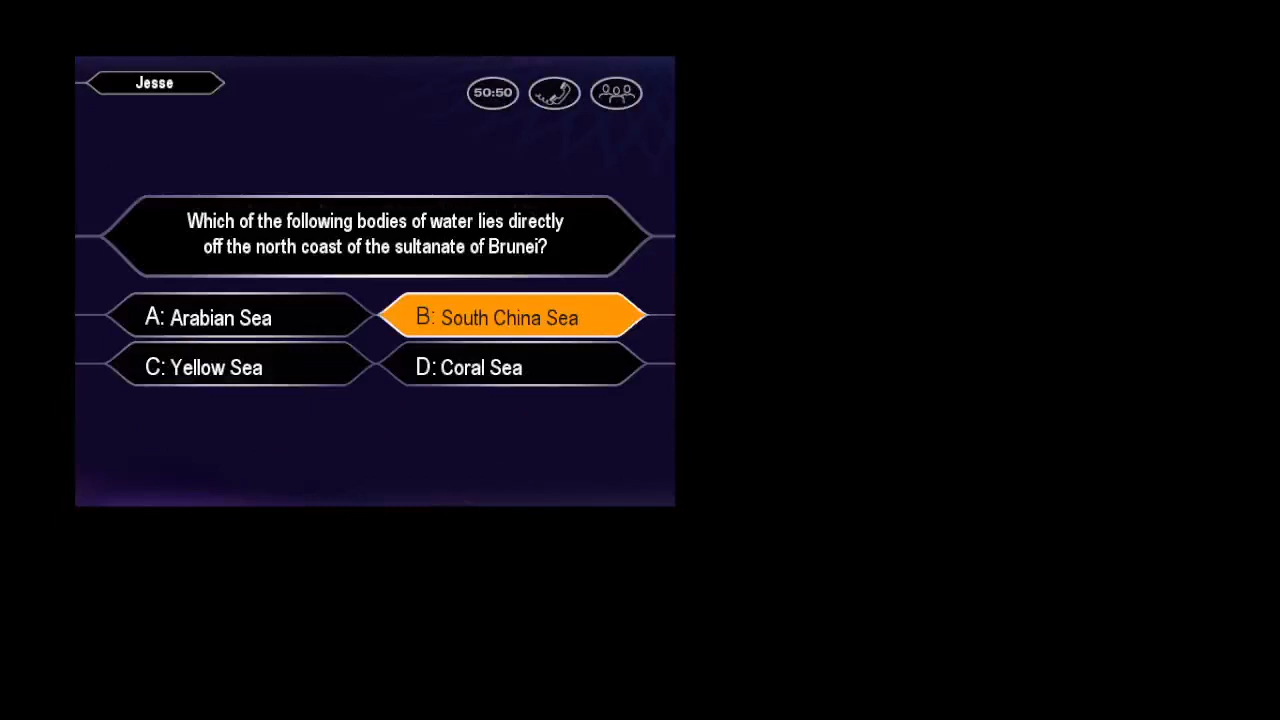 Jesse
50:50
Which of the following bodies of water lies directly
off the north coast of the sultanate of Brunei?
A: Arabian Sea
B: South China Sea
C: Yellow Sea
D: Coral Sea